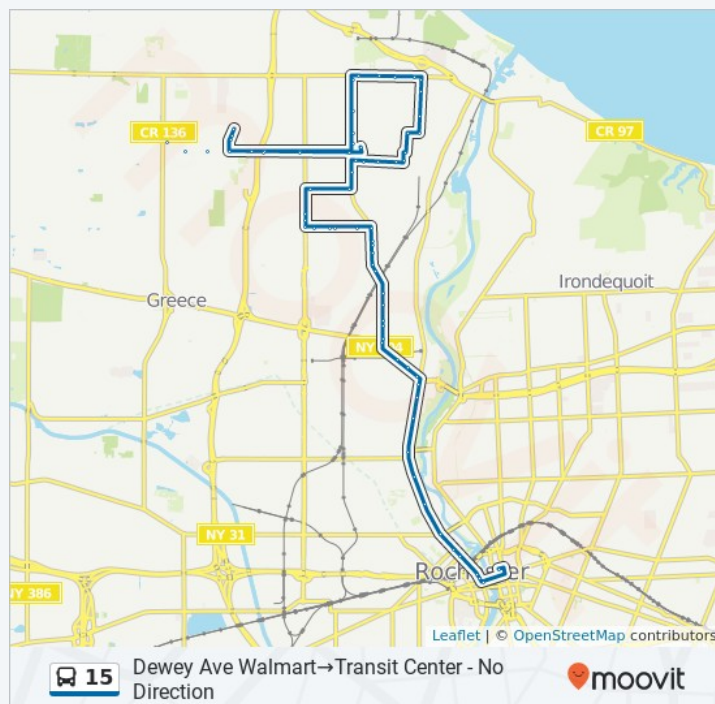 CR 136
CR 97
Irondequoit
Greece
NY 104
NY 31
Rochester
NY 386
Leaflet | © OpenStreetMap contributors
15
Dewey Ave Walmart→Transit Center - No
Direction
moovit